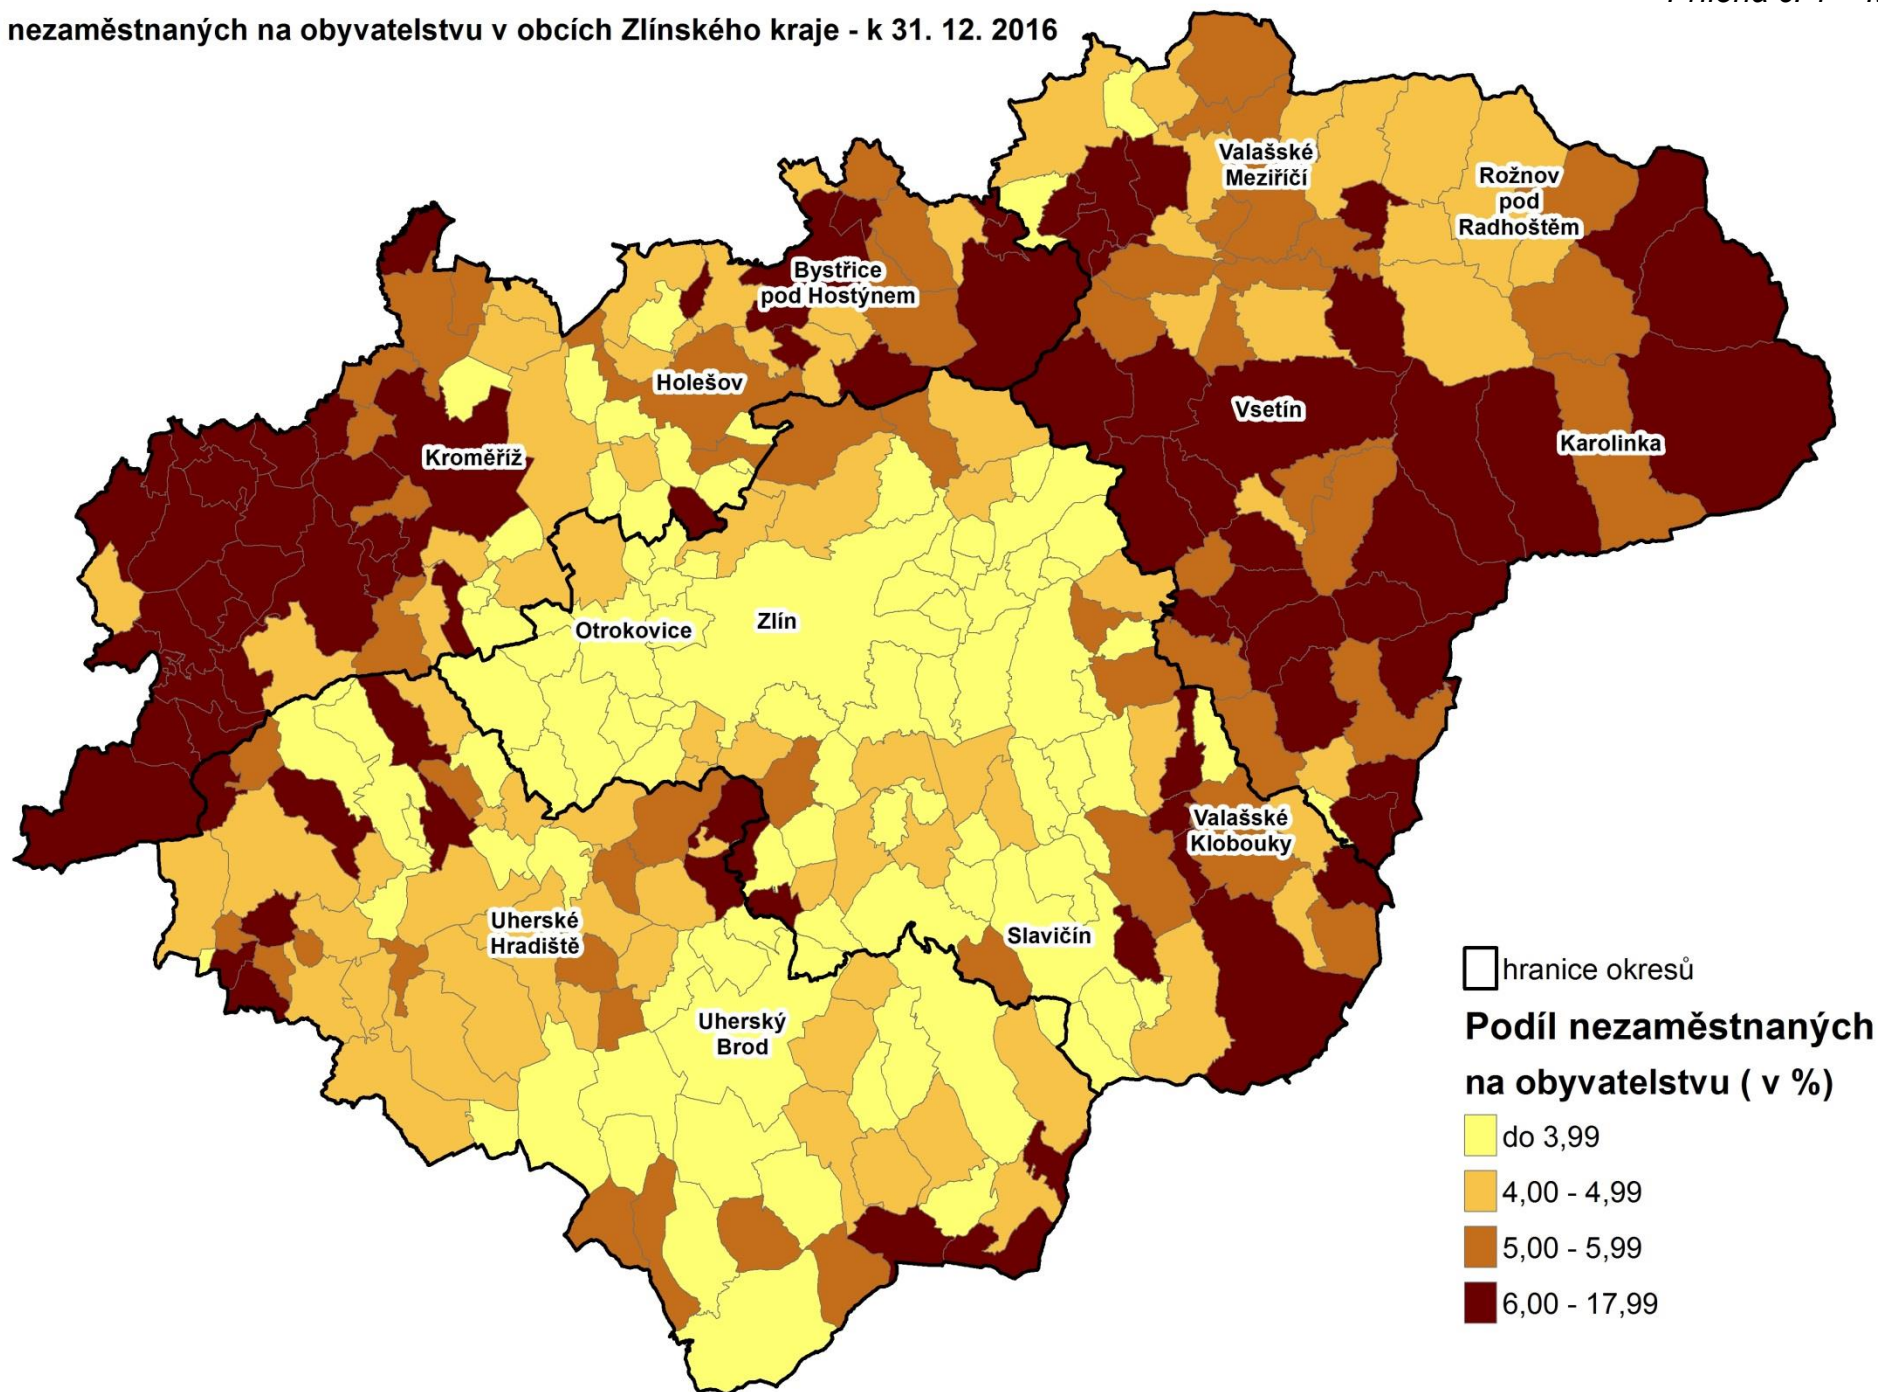 nezaměstnaných na obyvatelstvu v obcích Zlínského kraje - k 31. 12. 2016
Valašské
Meziříčí
Rožnov
pod
Radhoštěm
Bystřice
pod Hostýnem
Holešov
Vsetín
Karolinka
Kroměříž
Otrokovice
Zlín
Valašské
Klobouky
Uherské
Hradiště
Slavičín
Uherský
Brod
hranice okresů
Podíl nezaměstnaných
na obyvatelstvu ( v %)
do 3,99
4,00 - 4,99
5,00 - 5,99
6,00 - 17,99